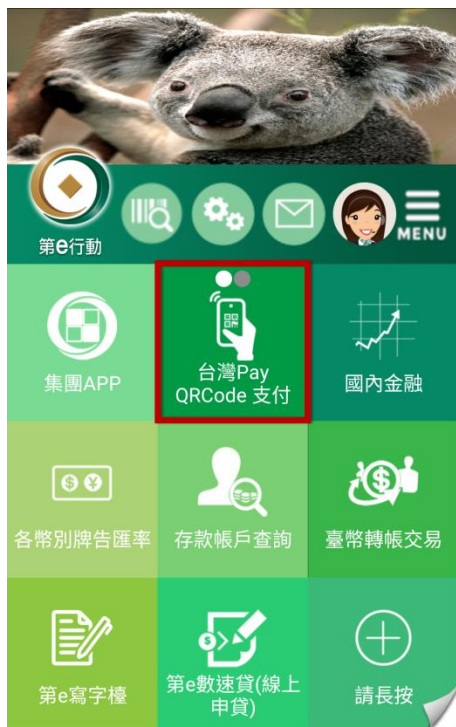 第e行動
MENU
集團APP
台灣Pay
QRCode 支付
國內金融
各幣別牌告匯率
存款帳戶查詢
臺幣轉帳交易
第e寫字檯
第e數速貸(線上
申貸)
請長按